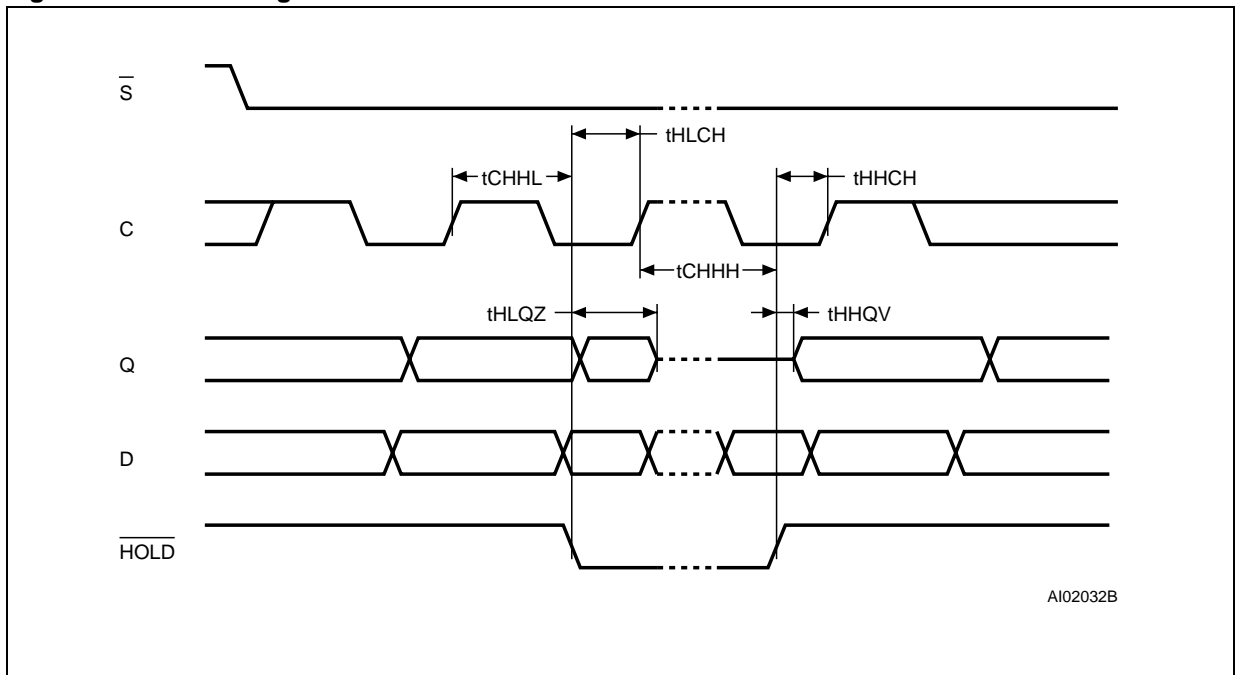 S
tHLCH
tCHHL
tHHCH
C
tCHHH
tHLQZ
tHHQV
Q
D
HOLD
AI02032B